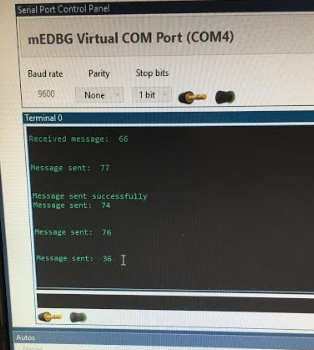 Serial Port Control Panel
mEDBG Virtual COM Port (COM4)
Baud rate Parity Stop bits
9600 None 1 bit
Terminal 0
Received message: 66
Message sent: 77
Message sent successfully
Message sent: 74
Message sent: 76
Message sent: 36
Autos
Name